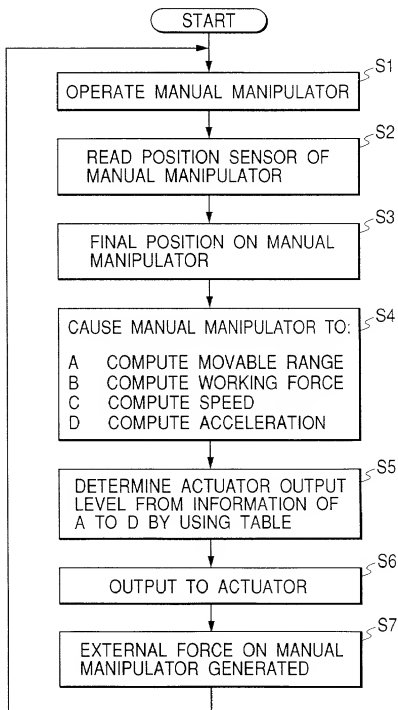 START
S1
OPERATE MANUAL MANIPULATOR
S2
READ POSITION SENSOR OF
MANUAL MANIPULATOR
S3
FINAL POSITION ON MANUAL
MANIPULATOR
S4
CAUSE MANUAL MANIPULATOR TO:
A COMPUTE MOVABLE RANGE
B COMPUTE WORKING FORCE
C COMPUTE SPEED
D COMPUTE ACCELERATION
S5
DETERMINE ACTUATOR OUTPUT
LEVEL FROM INFORMATION OF
A TO D BY USING TABLE
S6
OUTPUT TO ACTUATOR
S7
EXTERNAL FORCE ON MANUAL
MANIPULATOR GENERATED